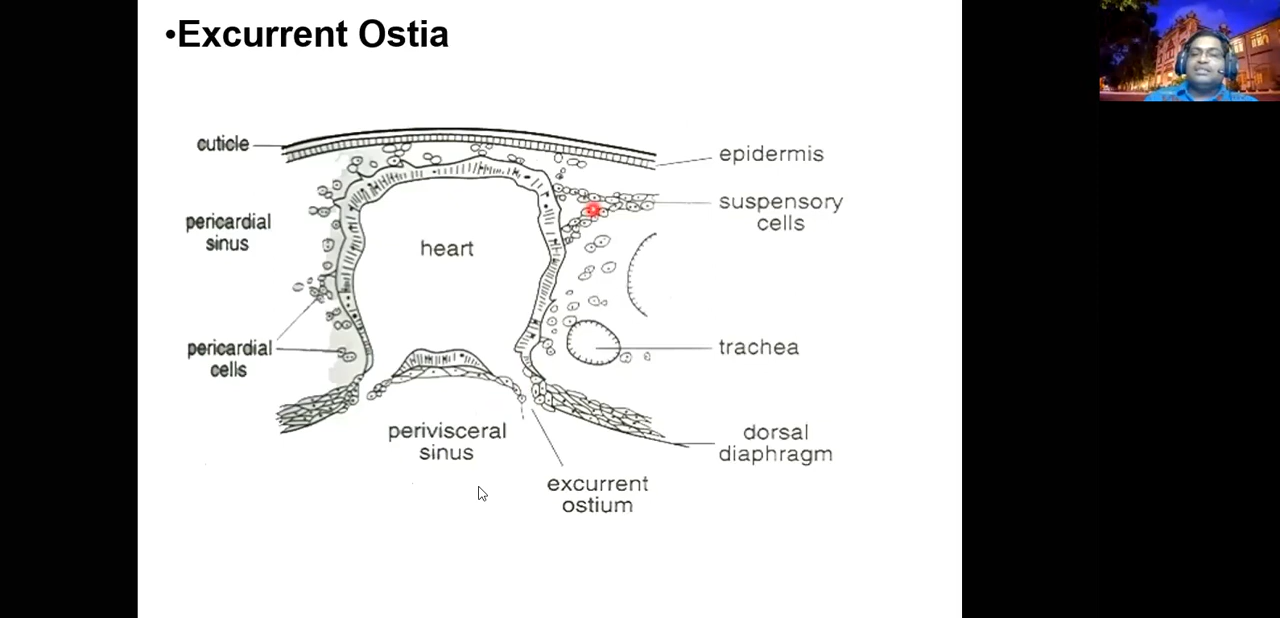 •Excurrent Ostia
cuticle
epidermis
suspensory
cells
pericardial
sinus
heart
pericardial
cells
trachea
perivisceral
sinus
dorsal
diaphragm
excurrent
ostium